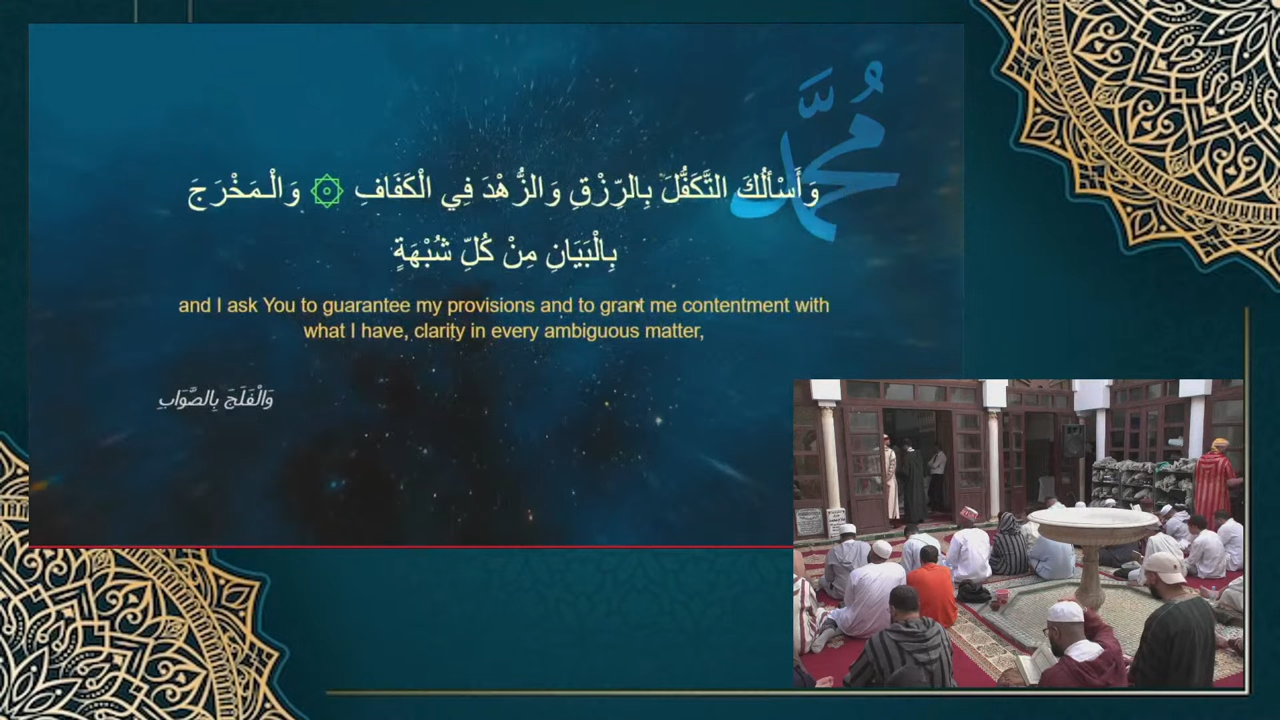 مُحَمَّد
وَأَسْأَلُكَ التَّكَفُّلَ بِالرِّزْقِ وَالزُّهْدَ فِي الْكَفَافِ ۞ وَالْمَخْرَجَ
بِالْبَيَانِ مِنْ كُلِّ شُبْهَةٍ
and I ask You to guarantee my provisions and to grant me contentment with
what I have, clarity in every ambiguous matter,
وَالْفَلَجَ بِالصَّوَابِ